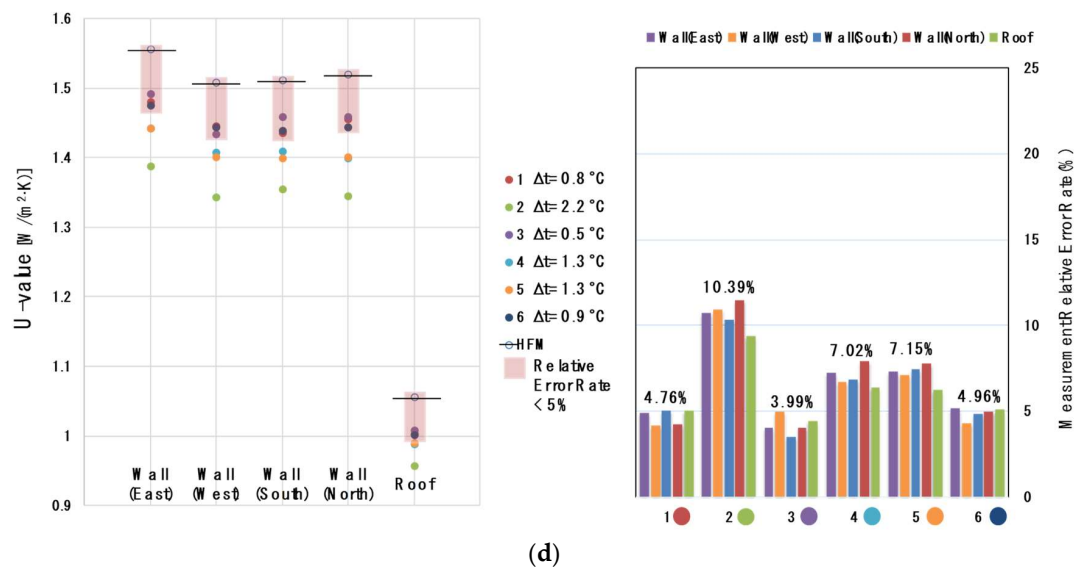 1.6
1.5
1.4
1.3
1.2
1.1
1
0.9
U-value [W/(m²·K)]
Wall (East)
Wall (West)
Wall (South)
Wall (North)
Roof
1 Δt=0.8°C
2 Δt=2.2°C
3 Δt=0.5°C
4 Δt=1.3°C
5 Δt=1.3°C
6 Δt=0.9°C
HFM
Relative
Error Rate
<5%
Wall(East) Wall(West) Wall(South) Wall(North) Roof
25
20
15
10
5
0
Measurement Relative Error Rate (%)
4.76%
10.39%
3.99%
7.02%
7.15%
4.96%
1 2 3 4 5 6
(d)